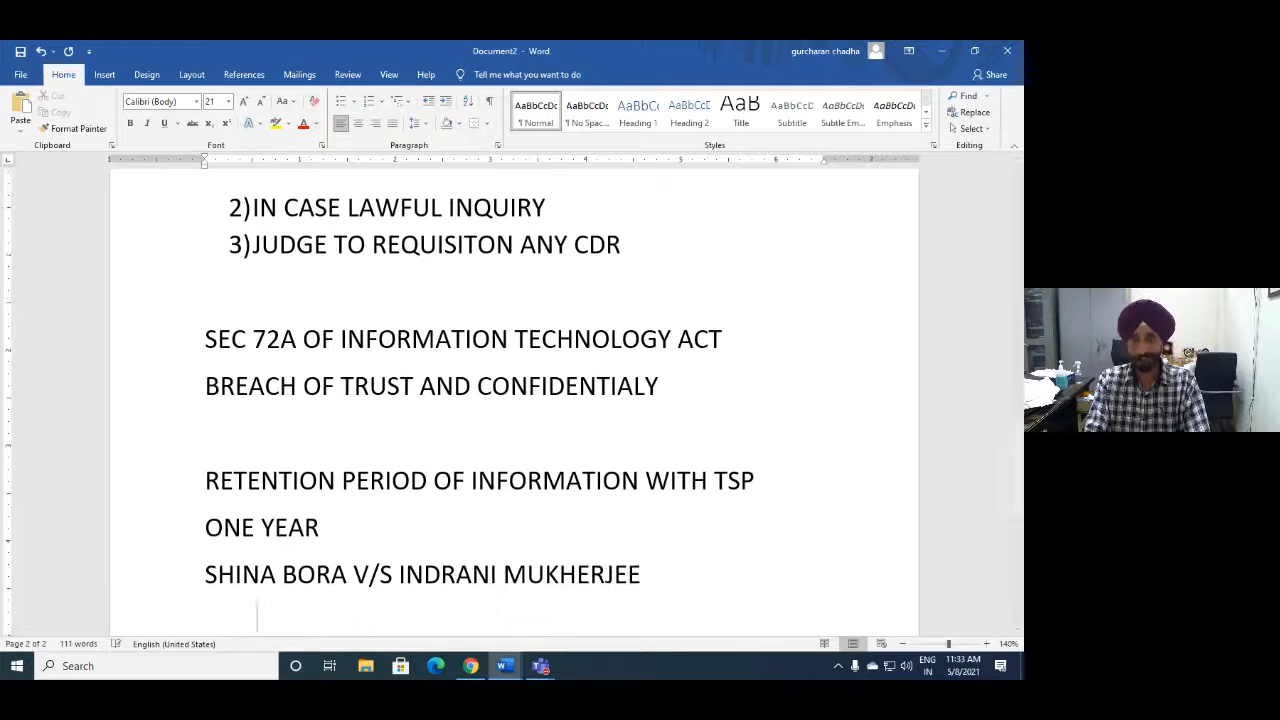 Document2 - Word
gurcharan chadha
File Home Insert Design Layout References Mailings Review View Help Tell me what you want to do Share
Paste
Cut
Copy
Format Painter
Clipboard
Calibri (Body) 21
Font
Paragraph
AaBbCcDc ¶ Normal
AaBbCcDc ¶ No Spac...
AaBbCc Heading 1
AaBbCcD Heading 2
AaB Title
AaBbCcD Subtitle
AaBbCcDc Subtle Em...
AaBbCcDc Emphasis
Styles
Find
Replace
Select
Editing
2)IN CASE LAWFUL INQUIRY
3)JUDGE TO REQUISITON ANY CDR
SEC 72A OF INFORMATION TECHNOLOGY ACT
BREACH OF TRUST AND CONFIDENTIALY
RETENTION PERIOD OF INFORMATION WITH TSP
ONE YEAR
SHINA BORA V/S INDRANI MUKHERJEE
Page 2 of 2 111 words English (United States) 140%
Search
ENG
IN
11:33 AM
5/8/2021